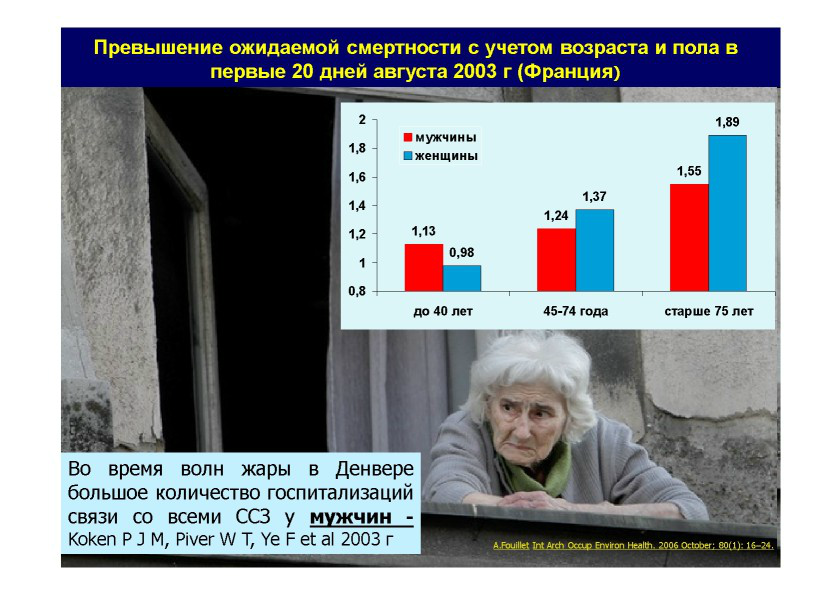 Превышение ожидаемой смертности с учетом возраста и пола в
первые 20 дней августа 2003 г (Франция)
2
1,8
1,6
1,4
1,2
1
0,8
мужчины
женщины
1,13
0,98
1,24
1,37
1,55
1,89
до 40 лет
45-74 года
старше 75 лет
Во время волн жары в Денвере
большое количество госпитализаций
связи со всеми ССЗ у мужчин -
Koken P J M, Piver W T, Ye F et al 2003 г
A.Fouillet Int Arch Occup Environ Health. 2006 October; 80(1): 16–24.